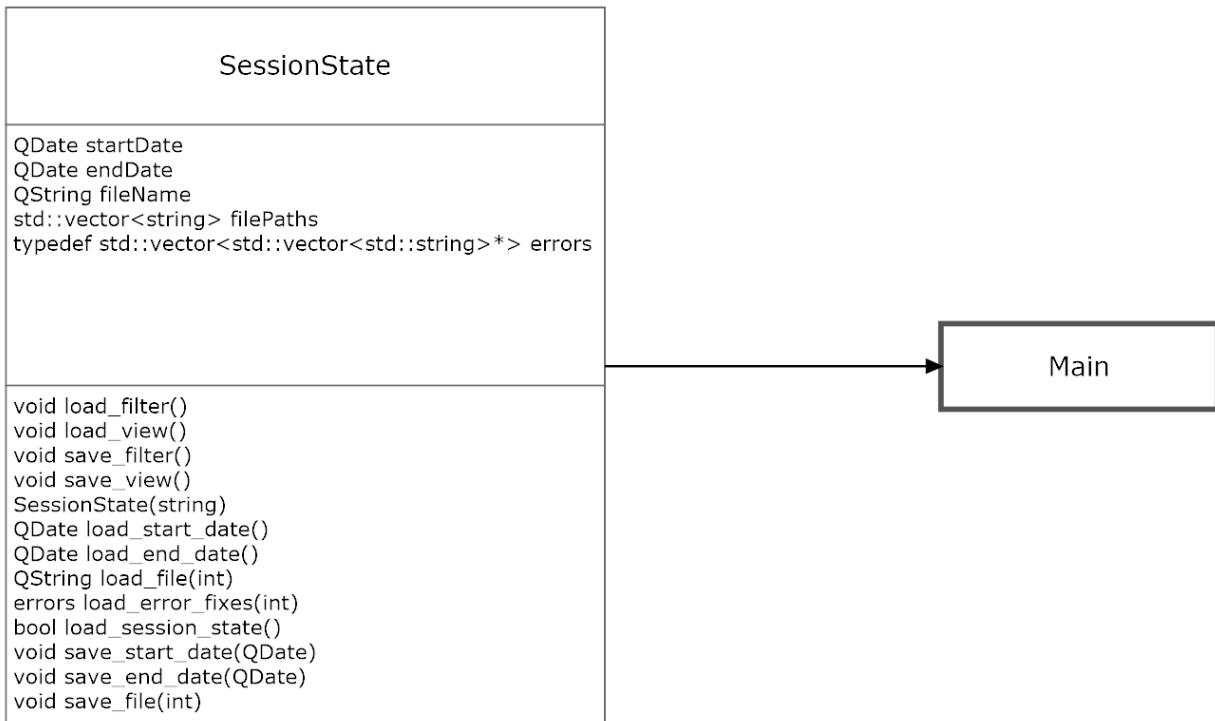 SessionState
QDate startDate
QDate endDate
QString fileName
std::vector<string> filePaths
typedef std::vector<std::vector<std::string>*> errors
void load_filter()
void load_view()
void save_filter()
void save_view()
SessionState(string)
QDate load_start_date()
QDate load_end_date()
QString load_file(int)
errors load_error_fixes(int)
bool load_session_state()
void save_start_date(QDate)
void save_end_date(QDate)
void save_file(int)
Main